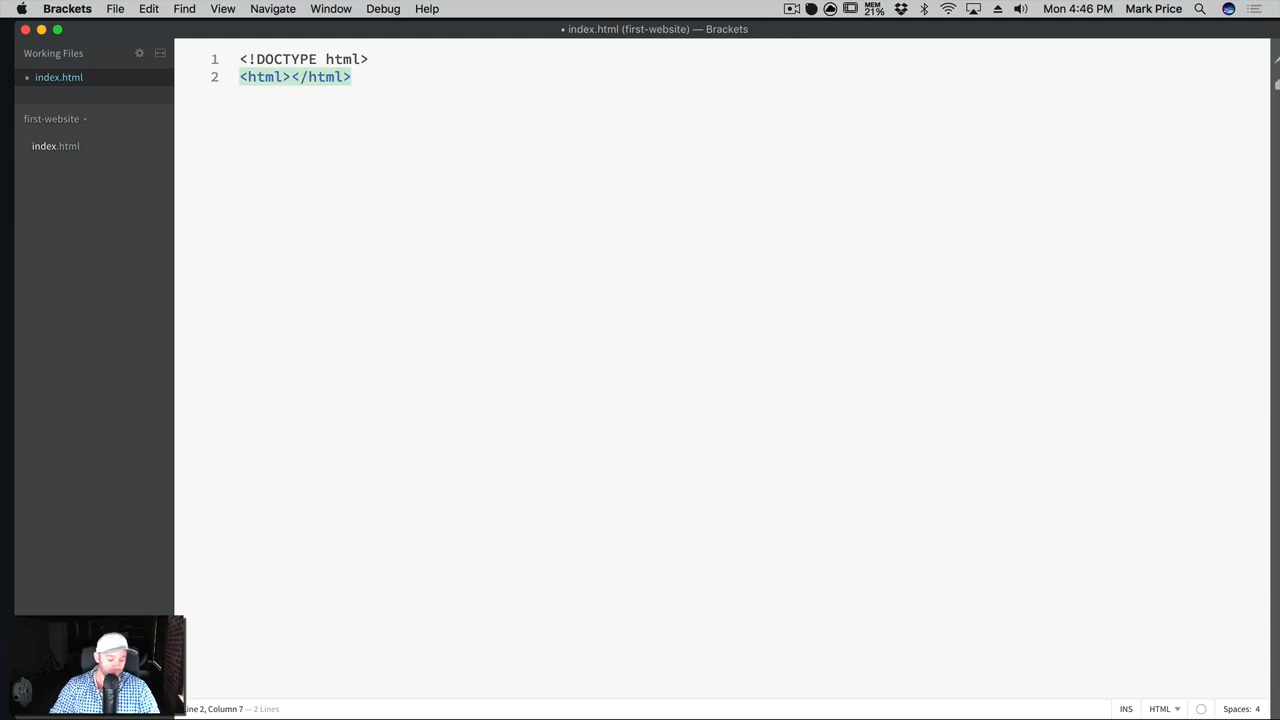 Brackets File Edit Find View Navigate Window Debug Help MEM 21% Mon 4:46 PM Mark Price
• index.html (first-website) — Brackets
Working Files
• index.html
first-website
index.html
1 <!DOCTYPE html>
2 <html></html>
ine 2, Column 7 — 2 Lines INS HTML Spaces: 4